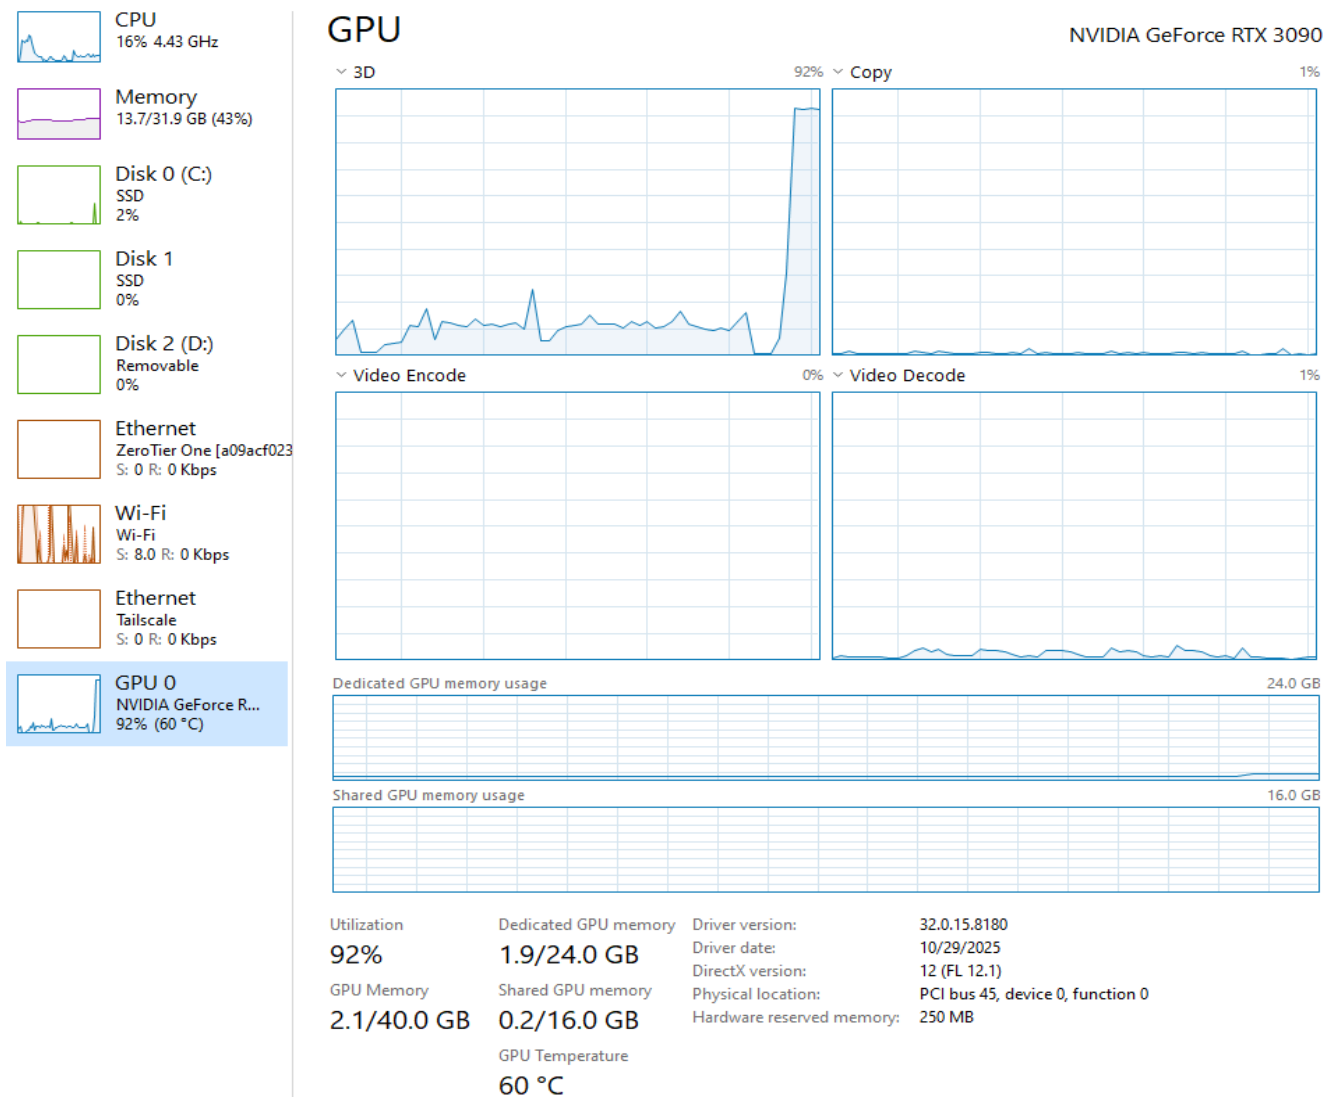 CPU
16% 4.43 GHz
Memory
13.7/31.9 GB (43%)
Disk 0 (C:)
SSD
2%
Disk 1
SSD
0%
Disk 2 (D:)
Removable
0%
Ethernet
ZeroTier One [a09acf023
S: 0 R: 0 Kbps
Wi-Fi
Wi-Fi
S: 8.0 R: 0 Kbps
Ethernet
Tailscale
S: 0 R: 0 Kbps
GPU 0
NVIDIA GeForce R...
92% (60 °C)
GPU
NVIDIA GeForce RTX 3090
3D 92%
Copy 1%
Video Encode 0%
Video Decode 1%
Dedicated GPU memory usage 24.0 GB
Shared GPU memory usage 16.0 GB
Utilization
92%
Dedicated GPU memory
1.9/24.0 GB
GPU Memory
2.1/40.0 GB
Shared GPU memory
0.2/16.0 GB
GPU Temperature
60 °C
Driver version: 32.0.15.8180
Driver date: 10/29/2025
DirectX version: 12 (FL 12.1)
Physical location: PCI bus 45, device 0, function 0
Hardware reserved memory: 250 MB